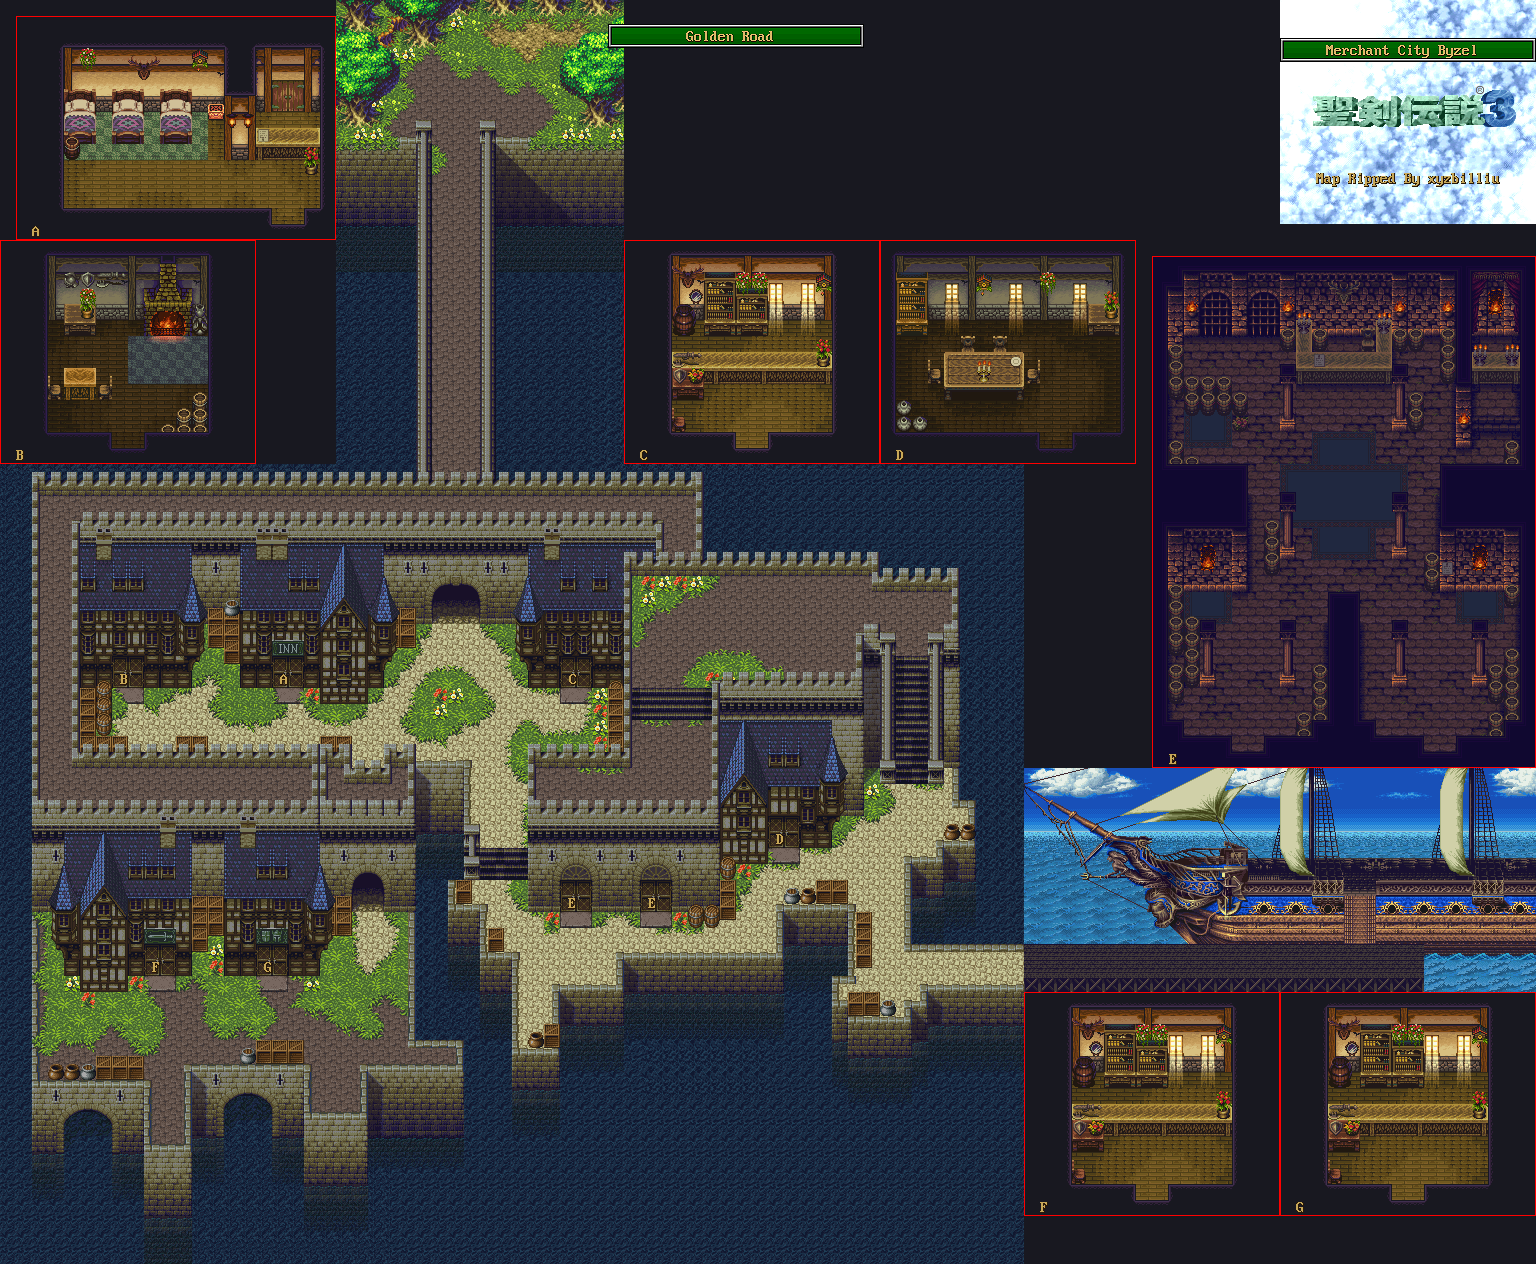 Golden Road
Merchant City Byzel
聖剣伝説3
®
Map Ripped By xyzbilliu
A
B
C
D
E
INN
B
A
C
D
E
E
F
G
F
G